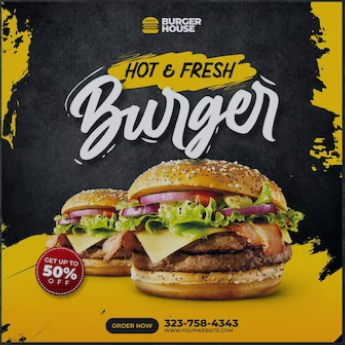 BURGER
HOUSE
HOT & FRESH
Burger
GET UP TO
50%
OFF
ORDER NOW
323-758-4343
WWW.YOURWEBSITE.COM